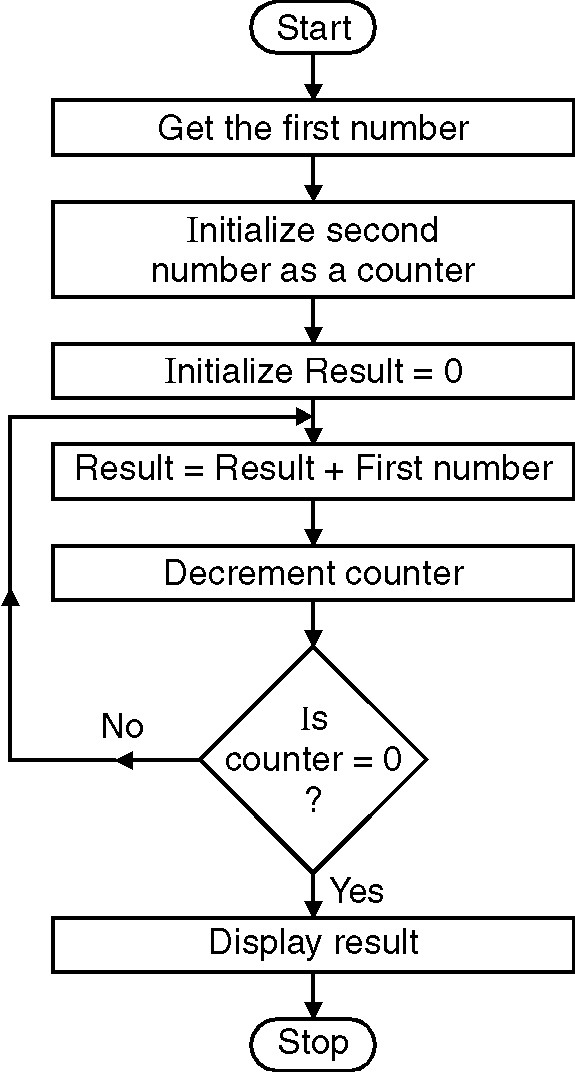 Start
Get the first number
Initialize second
number as a counter
Initialize Result = 0
Result = Result + First number
Decrement counter
Is
counter = 0
?
No
Yes
Display result
Stop